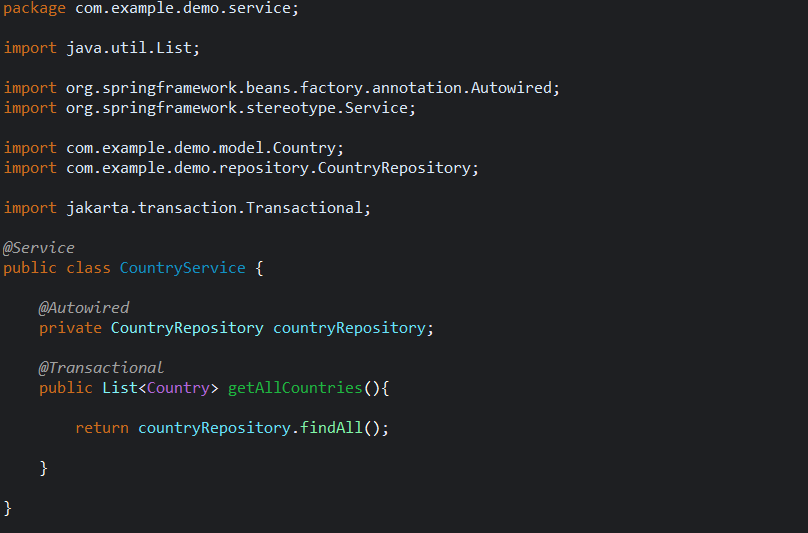 package com.example.demo.service;
import java.util.List;
import org.springframework.beans.factory.annotation.Autowired;
import org.springframework.stereotype.Service;
import com.example.demo.model.Country;
import com.example.demo.repository.CountryRepository;
import jakarta.transaction.Transactional;
@Service
public class CountryService {
@Autowired
private CountryRepository countryRepository;
@Transactional
public List<Country> getAllCountries(){
return countryRepository.findAll();
}
}